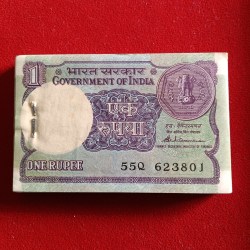 1
भारत सरकार
GOVERNMENT OF INDIA
एक
रुपया
ONE RUPEE
55Q 62380J